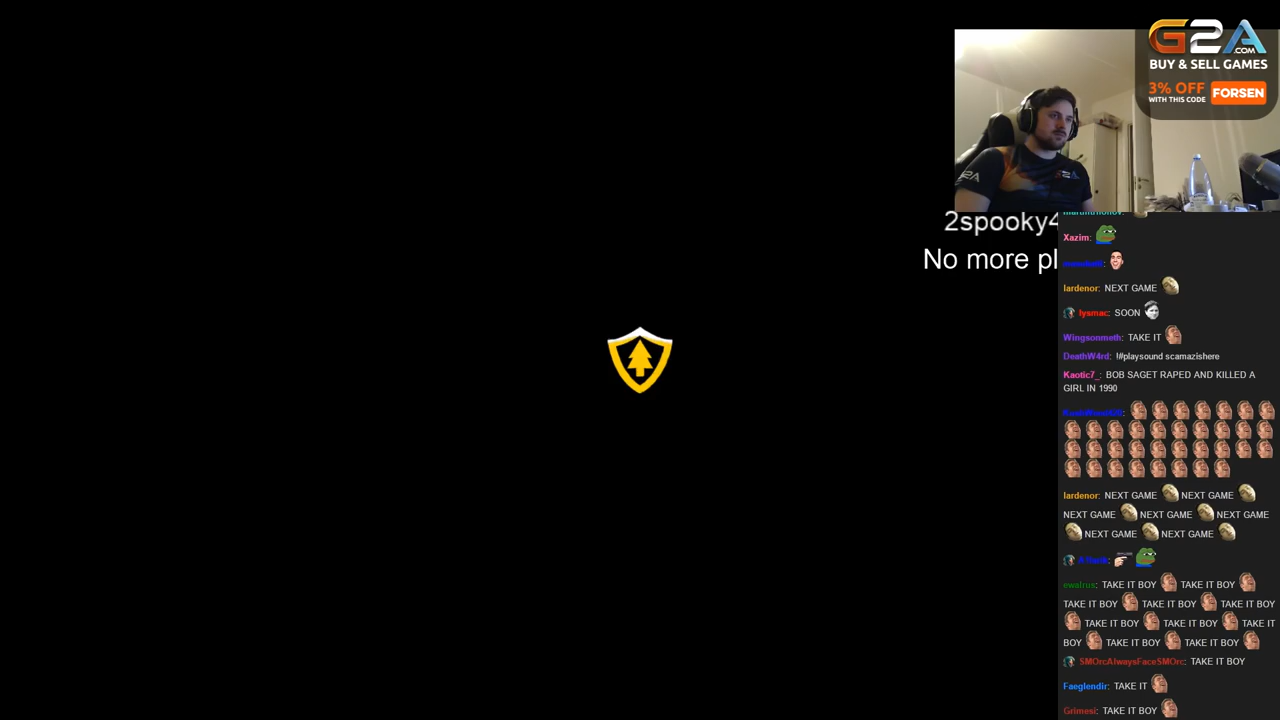 G2A
.COM
BUY & SELL GAMES
3% OFF
WITH THIS CODE
FORSEN
G2A
2spooky4
No more pl
Xazim:
lardenor: NEXT GAME
lysmac: SOON
Wingsonmeth: TAKE IT
DeathW4rd: !#playsound scamazishere
Kaotic7_: BOB SAGET RAPED AND KILLED A
GIRL IN 1990
lardenor: NEXT GAME NEXT GAME
NEXT GAME NEXT GAME NEXT GAME
NEXT GAME NEXT GAME
ewalrus: TAKE IT BOY TAKE IT BOY
TAKE IT BOY TAKE IT BOY TAKE IT BOY
TAKE IT BOY TAKE IT BOY TAKE IT
BOY TAKE IT BOY TAKE IT BOY
SMOrcAlwaysFaceSMOrc: TAKE IT BOY
Faeglendir: TAKE IT
Grimesi: TAKE IT BOY